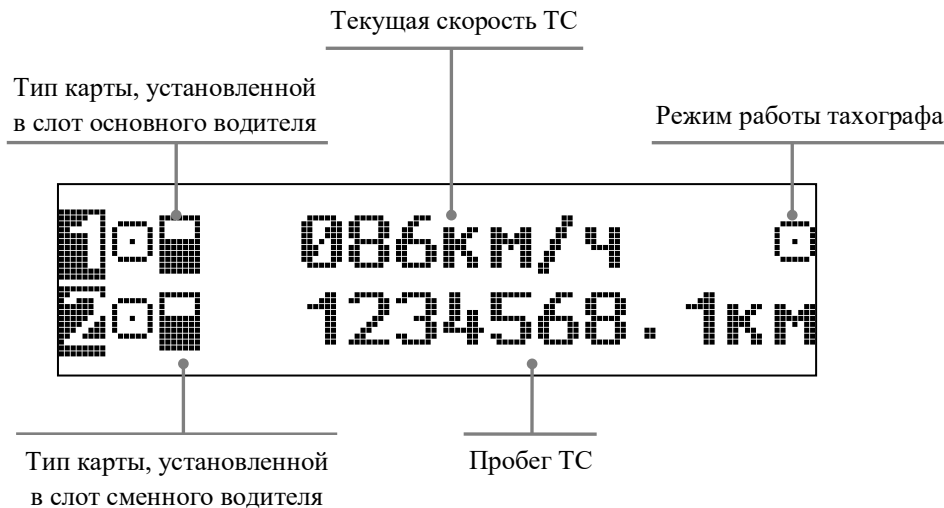 Текущая скорость ТС
Тип карты, установленной
в слот основного водителя
Режим работы тахографа
1 086км/ч
2 1234568.1км
Тип карты, установленной
в слот сменного водителя
Пробег ТС